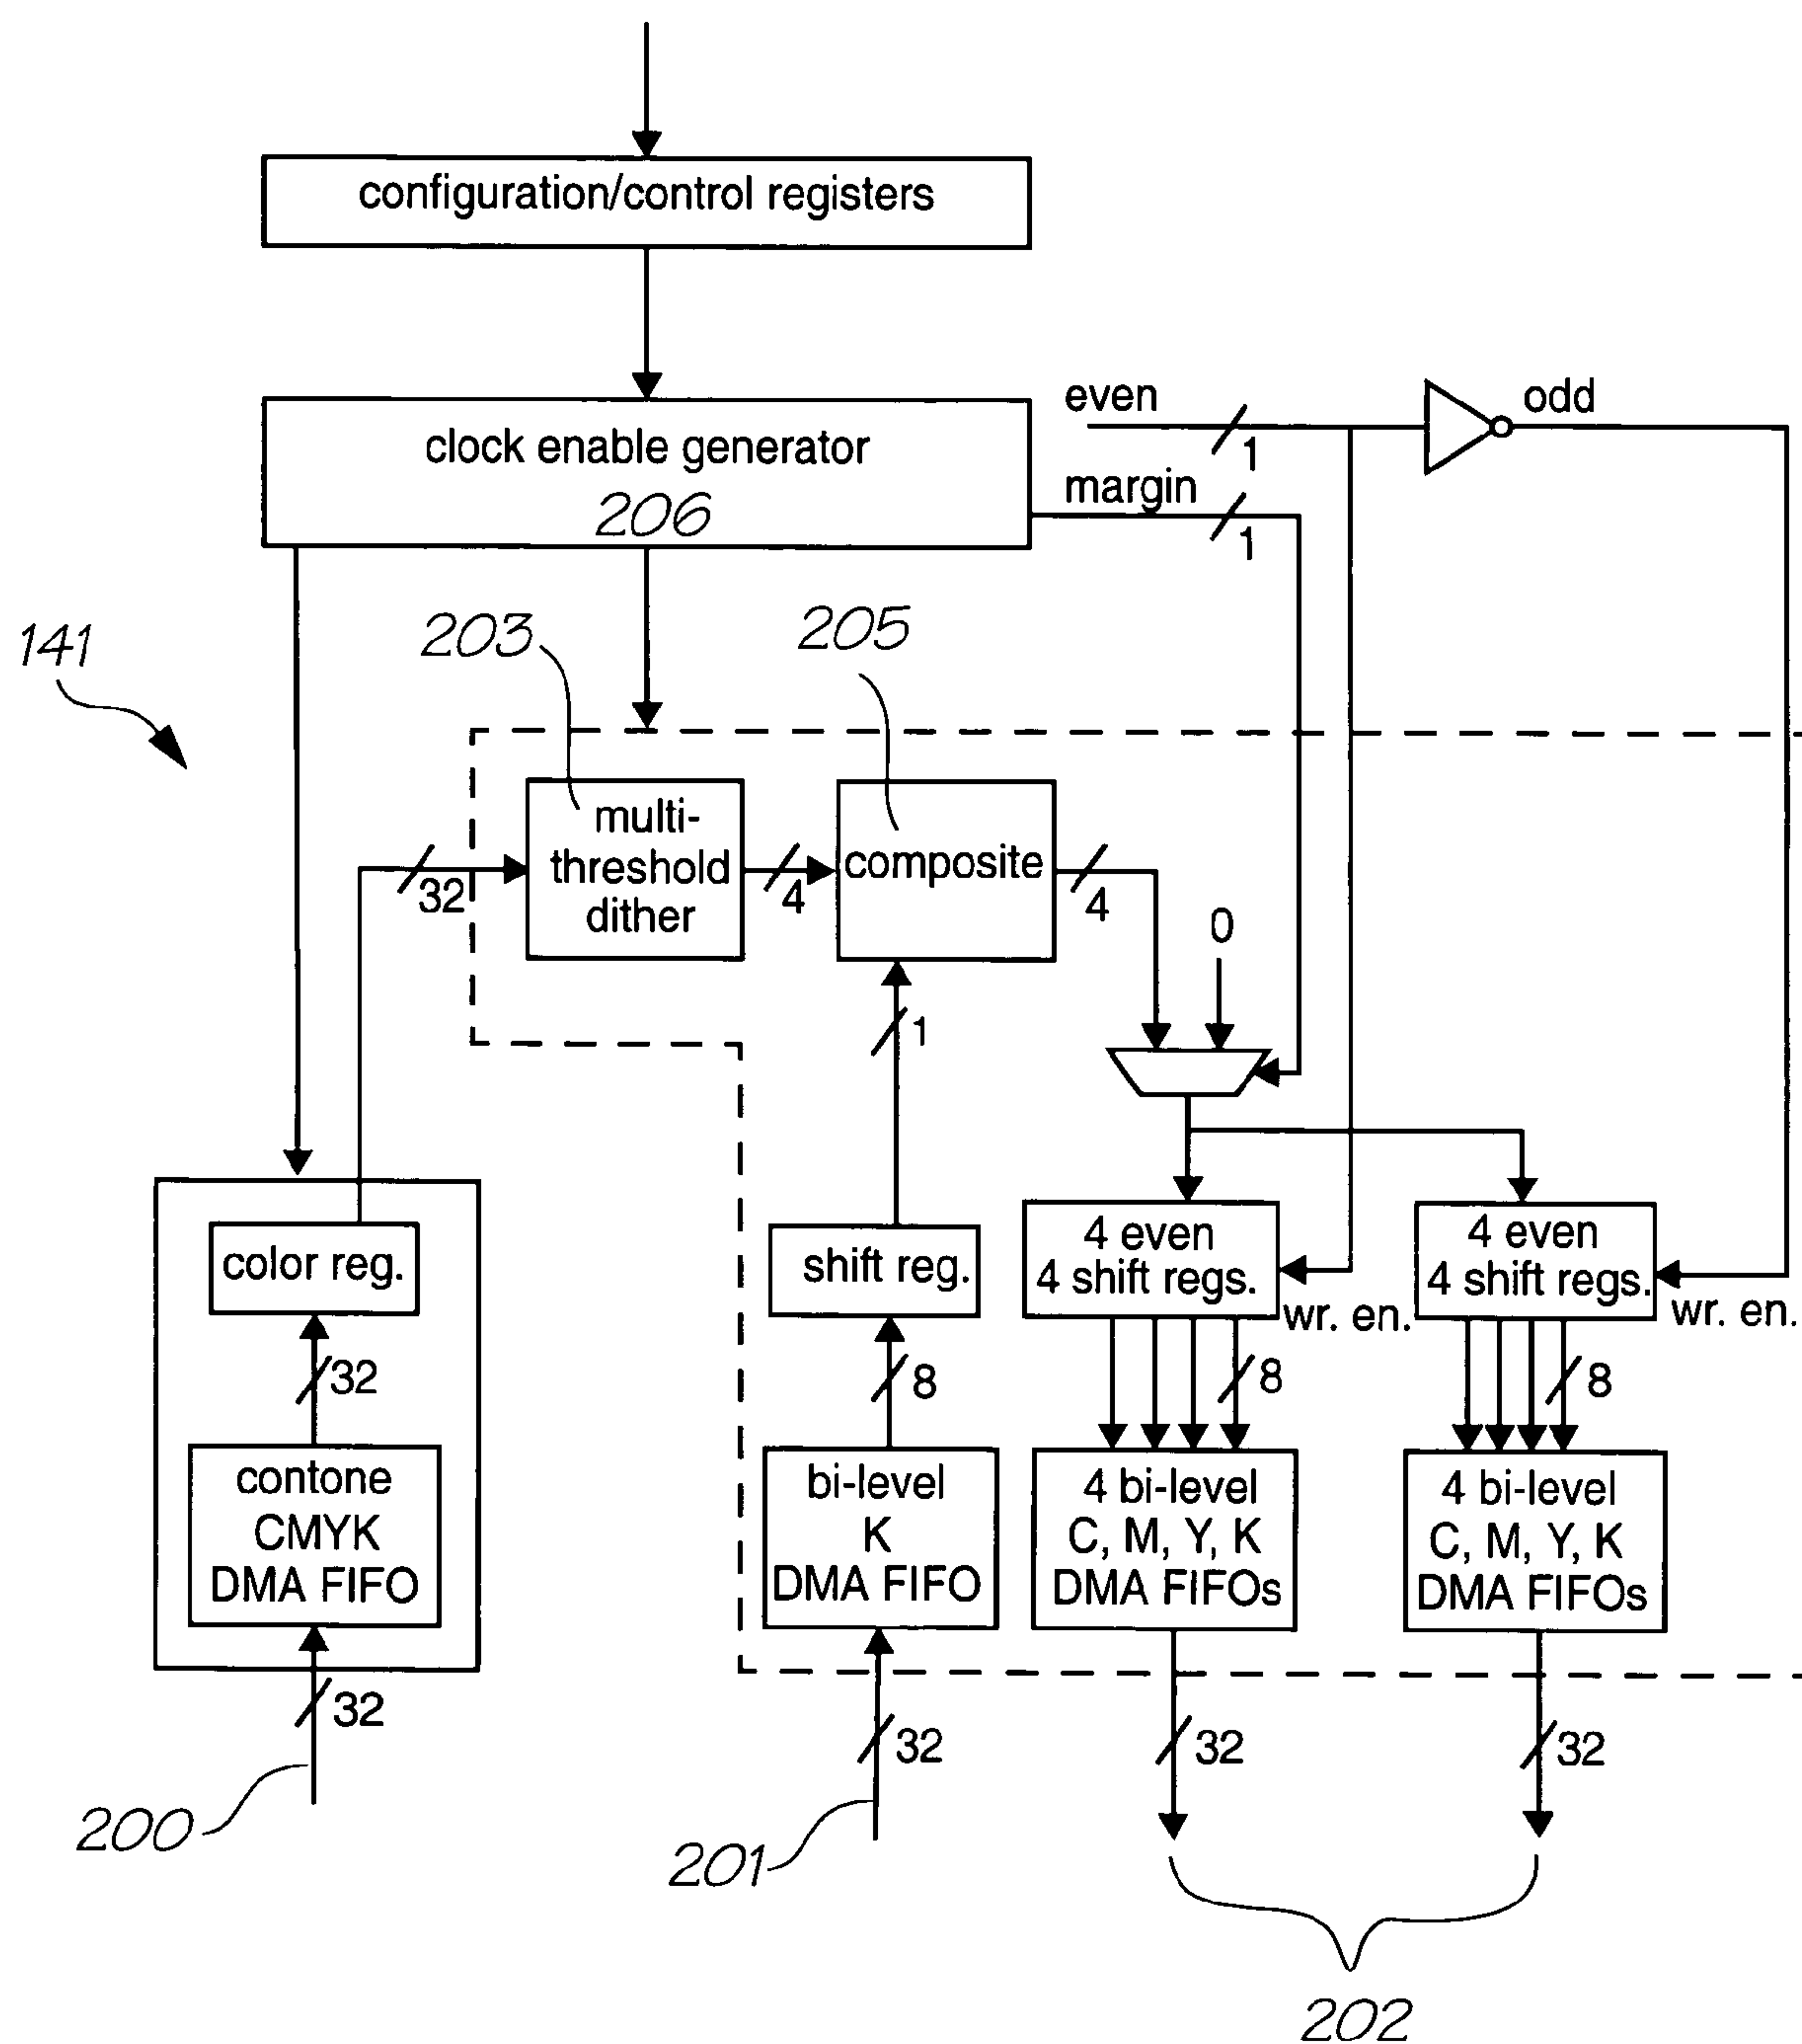 configuration/control registers
even
odd
clock enable generator
206
1
margin
1
203
205
141
multi-
threshold
dither
composite
32
4
4
0
1
color reg.
shift reg.
4 even
4 shift regs.
4 even
4 shift regs.
wr. en.
wr. en.
32
8
8
8
contone
CMYK
DMA FIFO
bi-level
K
DMA FIFO
4 bi-level
C, M, Y, K
DMA FIFOs
4 bi-level
C, M, Y, K
DMA FIFOs
32
32
32
32
200
201
202